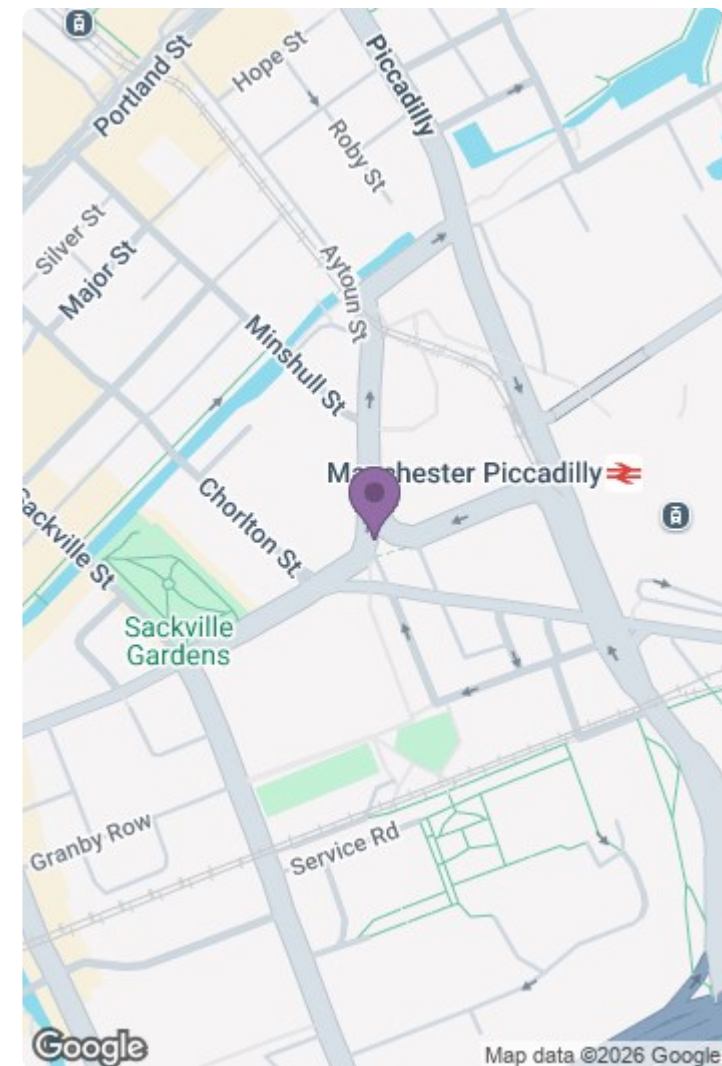 Portland St
Hope St
Piccadilly
Roby St
Silver St
Major St
Aytoun St
Minshull St
Manchester Piccadilly
Chorlton St
Sackville St
Sackville
Gardens
Granby Row
Service Rd
Google
Map data ©2026 Google